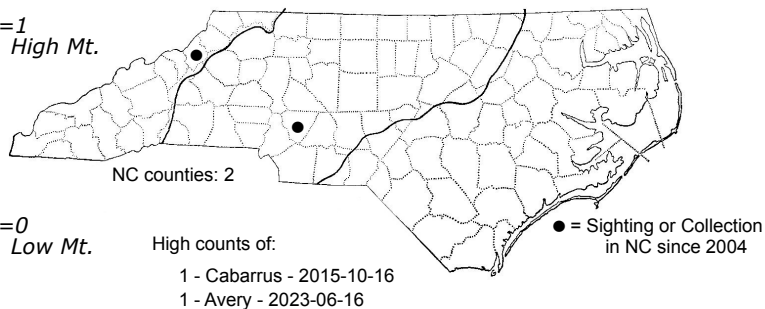 =1
High Mt.
NC counties: 2
=0
Low Mt.
High counts of:
1 - Cabarrus - 2015-10-16
1 - Avery - 2023-06-16
● = Sighting or Collection
in NC since 2004